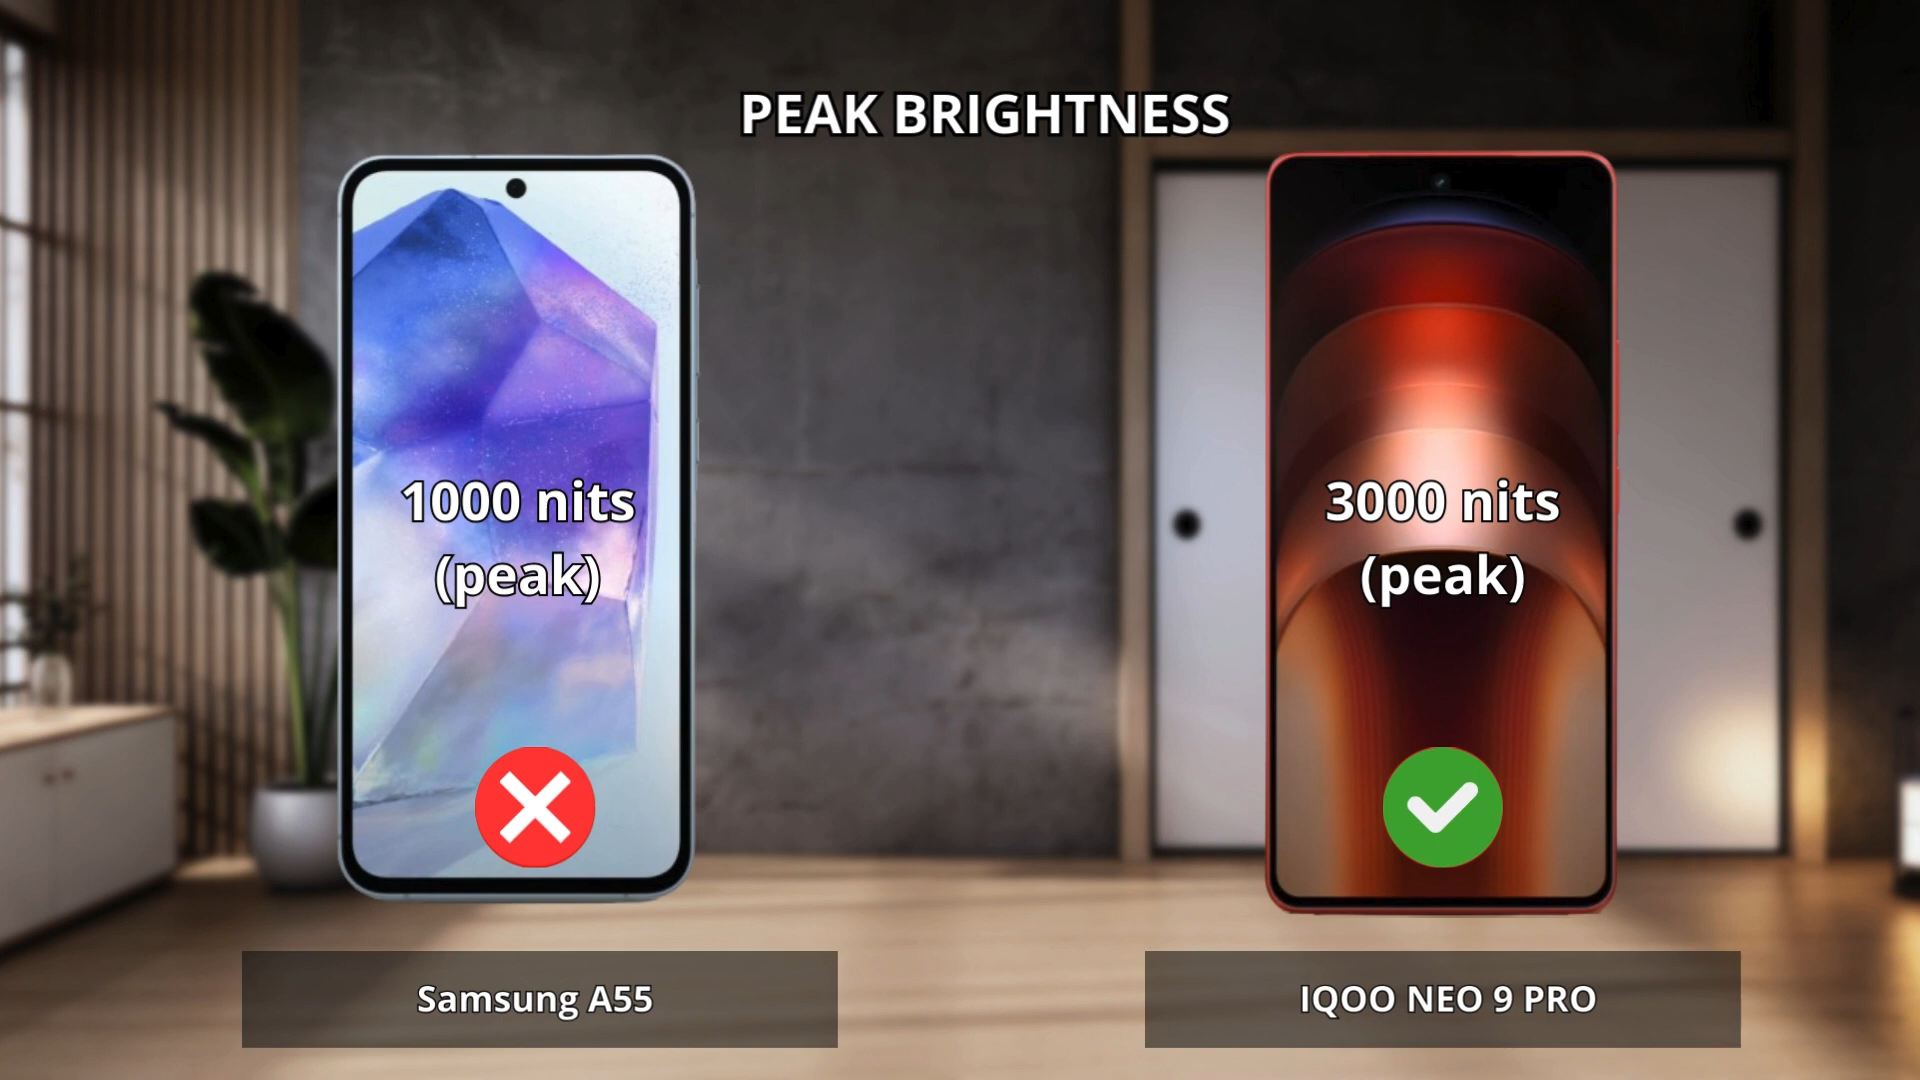 PEAK BRIGHTNESS
1000 nits
(peak)
3000 nits
(peak)
Samsung A55
IQOO NEO 9 PRO